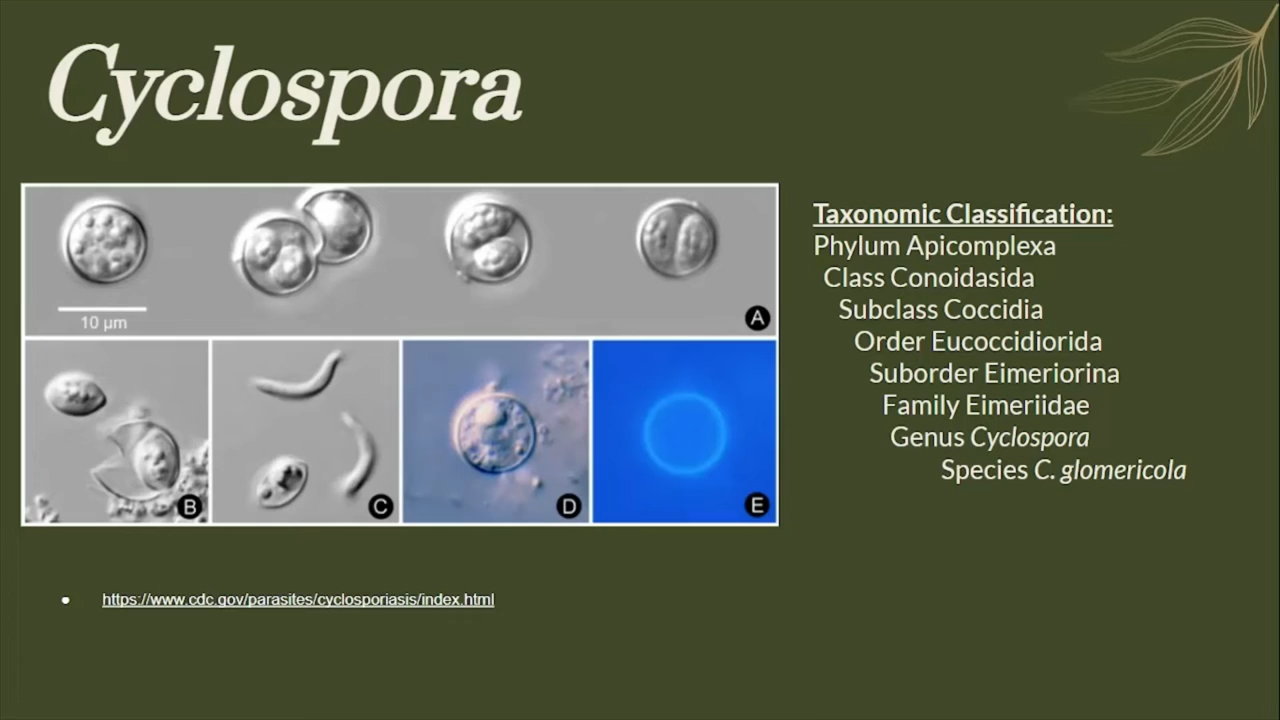 Cyclospora
10 µm
A
B
C
D
E
Taxonomic Classification:
Phylum Apicomplexa
Class Conoidasida
Subclass Coccidia
Order Eucoccidiorida
Suborder Eimeriorina
Family Eimeriidae
Genus Cyclospora
Species C. glomericola
• https://www.cdc.gov/parasites/cyclosporiasis/index.html